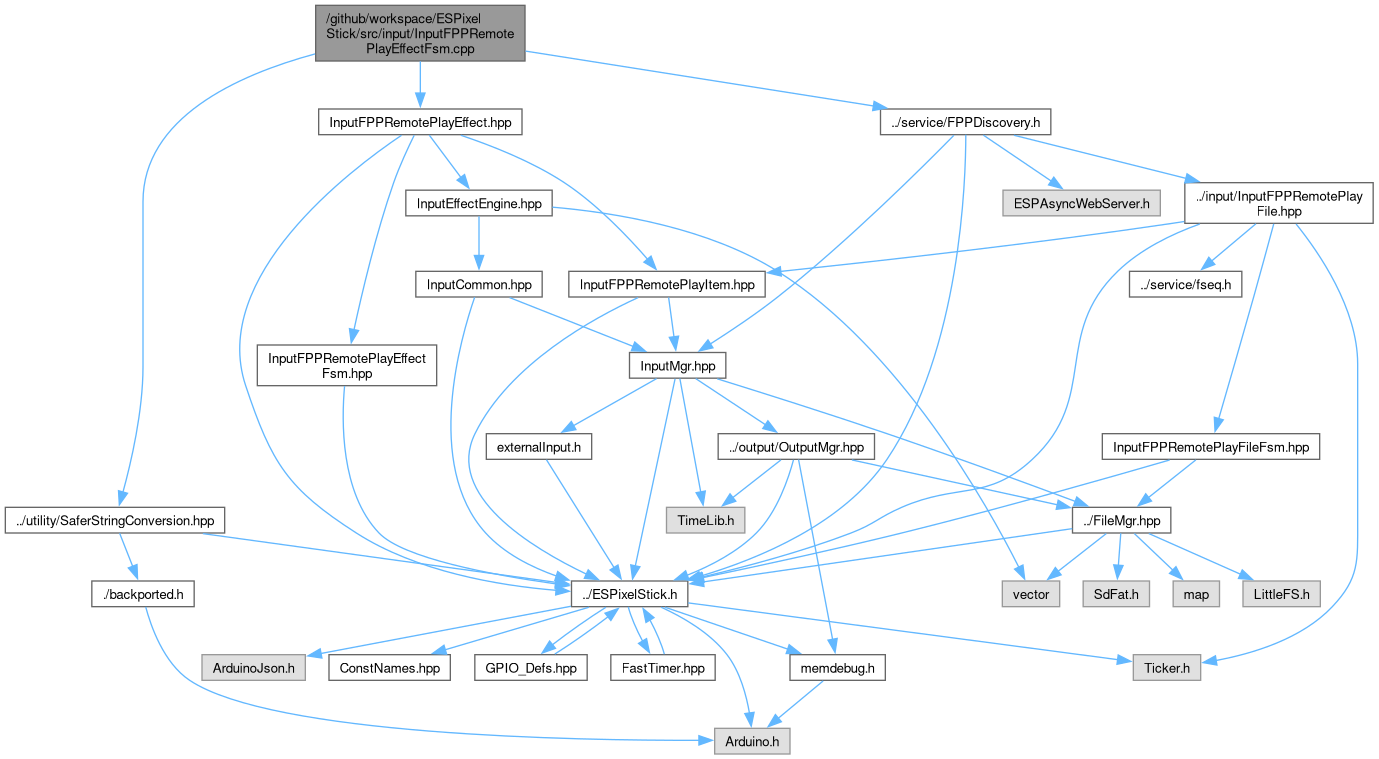 /github/workspace/ESPixel
Stick/src/input/InputFPPRemote
PlayEffectFsm.cpp
InputFPPRemotePlayEffect.hpp
../service/FPPDiscovery.h
InputEffectEngine.hpp
ESPAsyncWebServer.h
../input/InputFPPRemotePlay
File.hpp
InputCommon.hpp
InputFPPRemotePlayItem.hpp
../service/fseq.h
InputFPPRemotePlayEffect
Fsm.hpp
InputMgr.hpp
externalInput.h
../output/OutputMgr.hpp
InputFPPRemotePlayFileFsm.hpp
../utility/SaferStringConversion.hpp
TimeLib.h
../FileMgr.hpp
./backported.h
../ESPixelStick.h
vector
SdFat.h
map
LittleFS.h
ArduinoJson.h
ConstNames.hpp
GPIO_Defs.hpp
FastTimer.hpp
memdebug.h
Ticker.h
Arduino.h